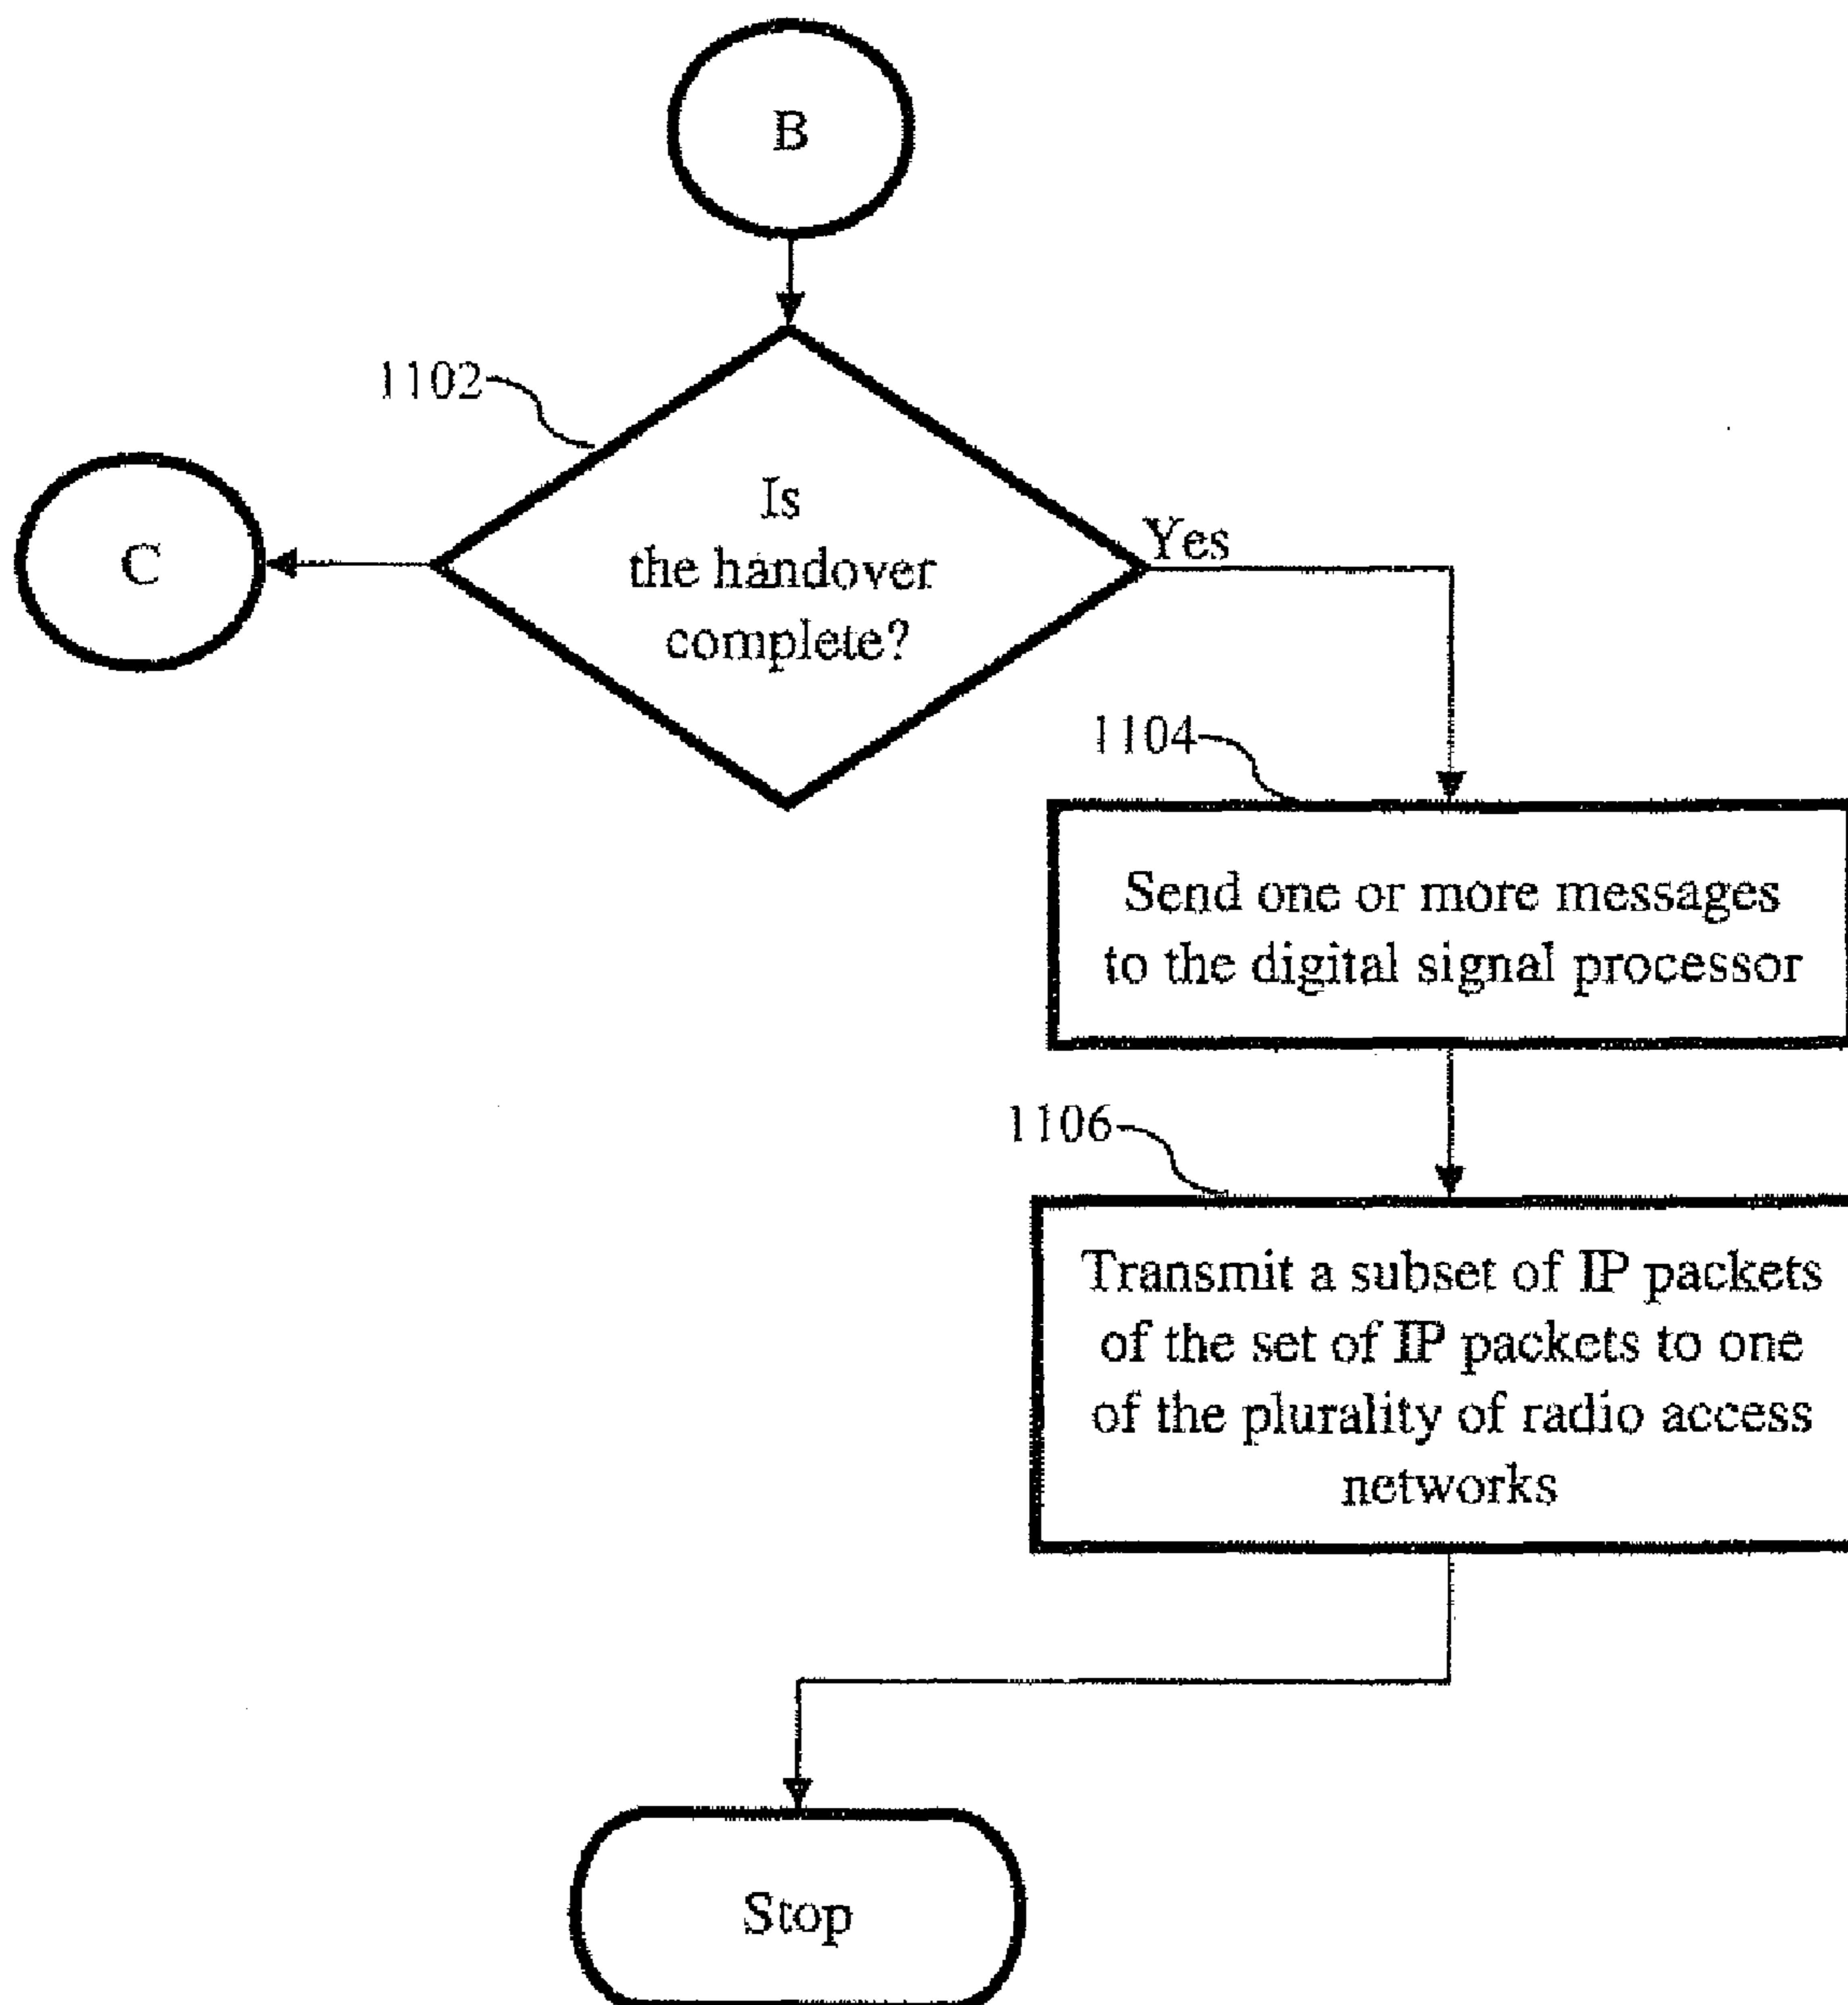 B
1102
Is
the handover
complete?
Yes
C
1104
Send one or more messages
to the digital signal processor
1106
Transmit a subset of IP packets
of the set of IP packets to one
of the plurality of radio access
networks
Stop